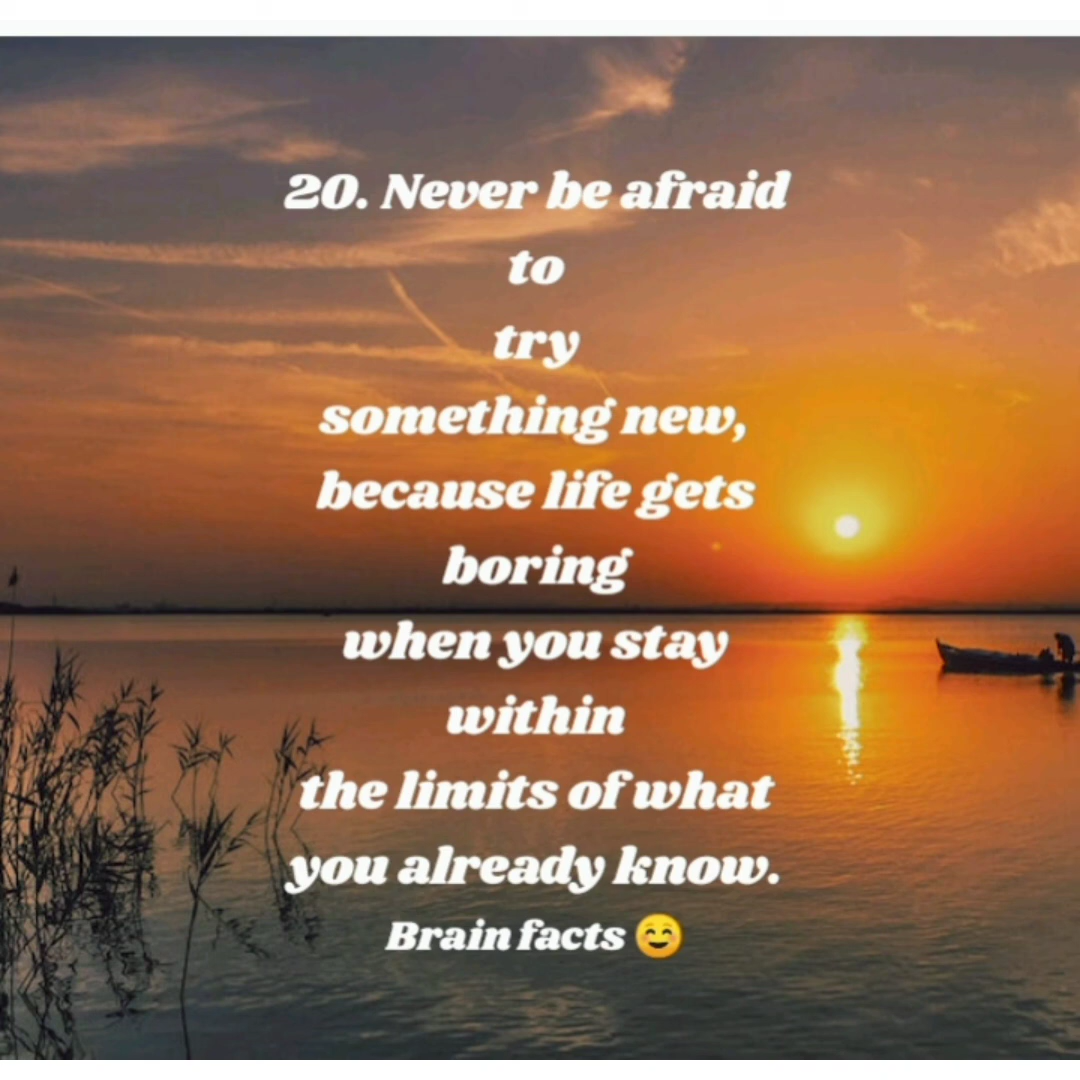 20. Never be afraid
to
try
something new,
because life gets
boring
when you stay
within
the limits of what
you already know.
Brain facts ☺️